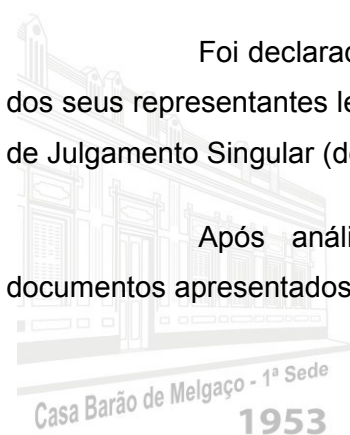 Foi declarad
dos seus representantes le
de Julgamento Singular (d
Após análi
documentos apresentados
Casa Barão de Melgaço - 1ª Sede
1953